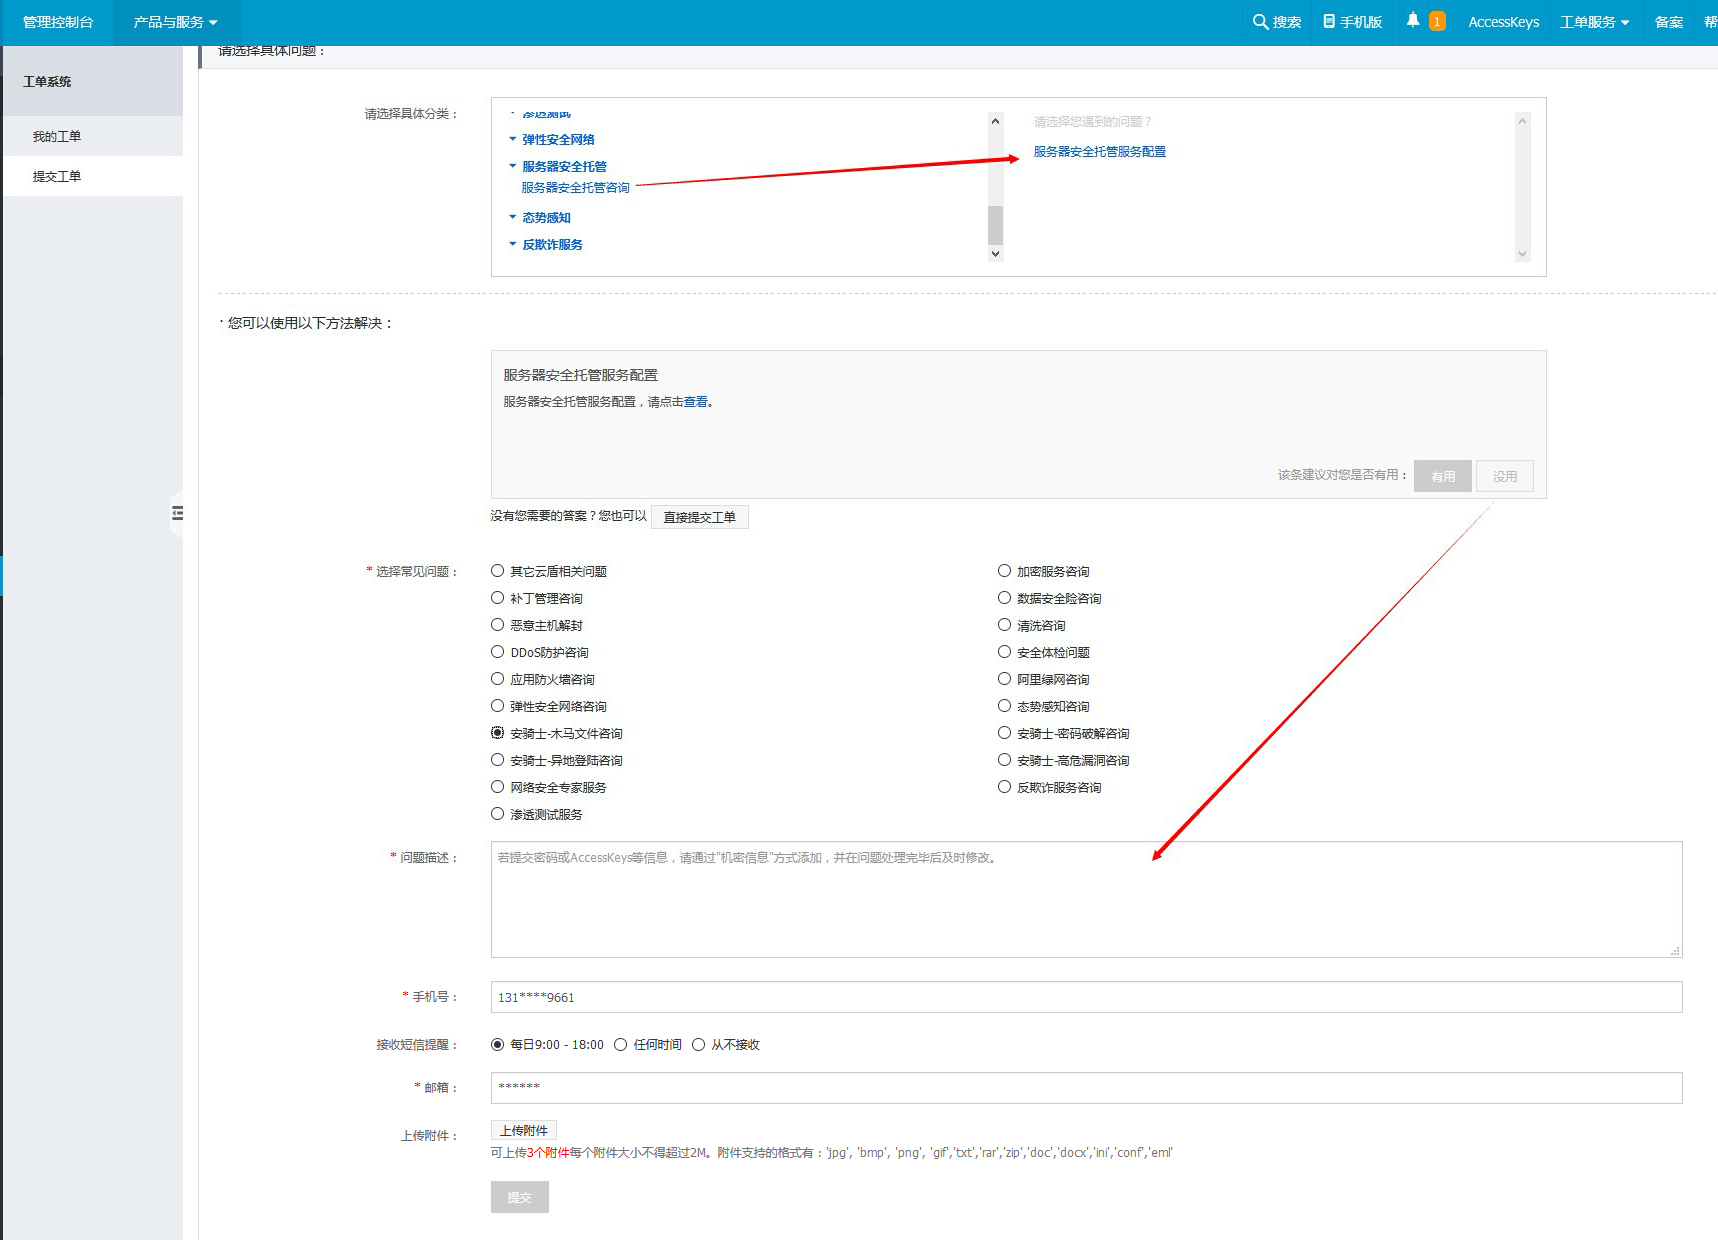 管理控制台 产品与服务 搜索 手机版 1 AccessKeys 工单服务 备案 帮
请选择具体问题：
工单系统
我的工单
提交工单
请选择具体分类：
渗透测试
弹性安全网络
服务器安全托管
服务器安全托管咨询
态势感知
反欺诈服务
请选择您遇到的问题？
服务器安全托管服务配置
· 您可以使用以下方法解决：
服务器安全托管服务配置
服务器安全托管服务配置，请点击查看。
该条建议对您是否有用： 有用 没用
没有您需要的答案？您也可以 直接提交工单
* 选择常见问题：
其它云盾相关问题 加密服务咨询
补丁管理咨询 数据安全险咨询
恶意主机解封 清洗咨询
DDoS防护咨询 安全体检问题
应用防火墙咨询 阿里绿网咨询
弹性安全网络咨询 态势感知咨询
安骑士-木马文件咨询 安骑士-密码破解咨询
安骑士-异地登陆咨询 安骑士-高危漏洞咨询
网络安全专家服务 反欺诈服务咨询
渗透测试服务
* 问题描述： 若提交密码或AccessKeys等信息，请通过"机密信息"方式添加，并在问题处理完毕后及时修改。
* 手机号： 131****9661
接收短信提醒： 每日9:00 - 18:00 任何时间 从不接收
* 邮箱： ******
上传附件： 上传附件
可上传3个附件每个附件大小不得超过2M。附件支持的格式有：'jpg', 'bmp', 'png', 'gif','txt','rar','zip','doc','docx','ini','conf','eml'
提交